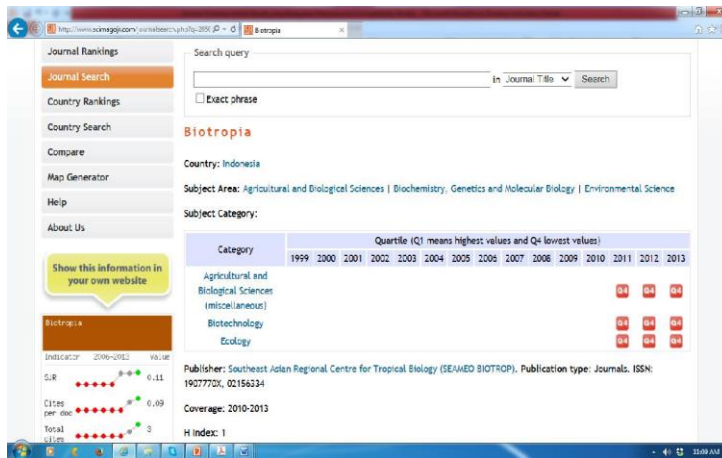 Biotropia
Journal Rankings
Journal Search
Country Rankings
Country Search
Compare
Map Generator
Help
About Us
Show this information in
your own website
Biotropia
Indicator 2006-2013 Value
SJR 0.11
Cites
per doc 0.09
Total
cites 3
Search query
in Journal Title Search
Exact phrase
Biotropia
Country: Indonesia
Subject Area: Agricultural and Biological Sciences | Biochemistry, Genetics and Molecular Biology | Environmental Science
Subject Category:
Category
Quartile (Q1 means highest values and Q4 lowest values)
1999 2000 2001 2002 2003 2004 2005 2006 2007 2008 2009 2010 2011 2012 2013
Agricultural and
Biological Sciences
(miscellaneous) Q4 Q4 Q4
Biotechnology Q4 Q4 Q4
Ecology Q4 Q4 Q4
Publisher: Southeast Asian Regional Centre for Tropical Biology (SEAMEO BIOTROP). Publication type: Journals. ISSN:
1907770X, 02156334
Coverage: 2010-2013
H Index: 1
11:09 AM